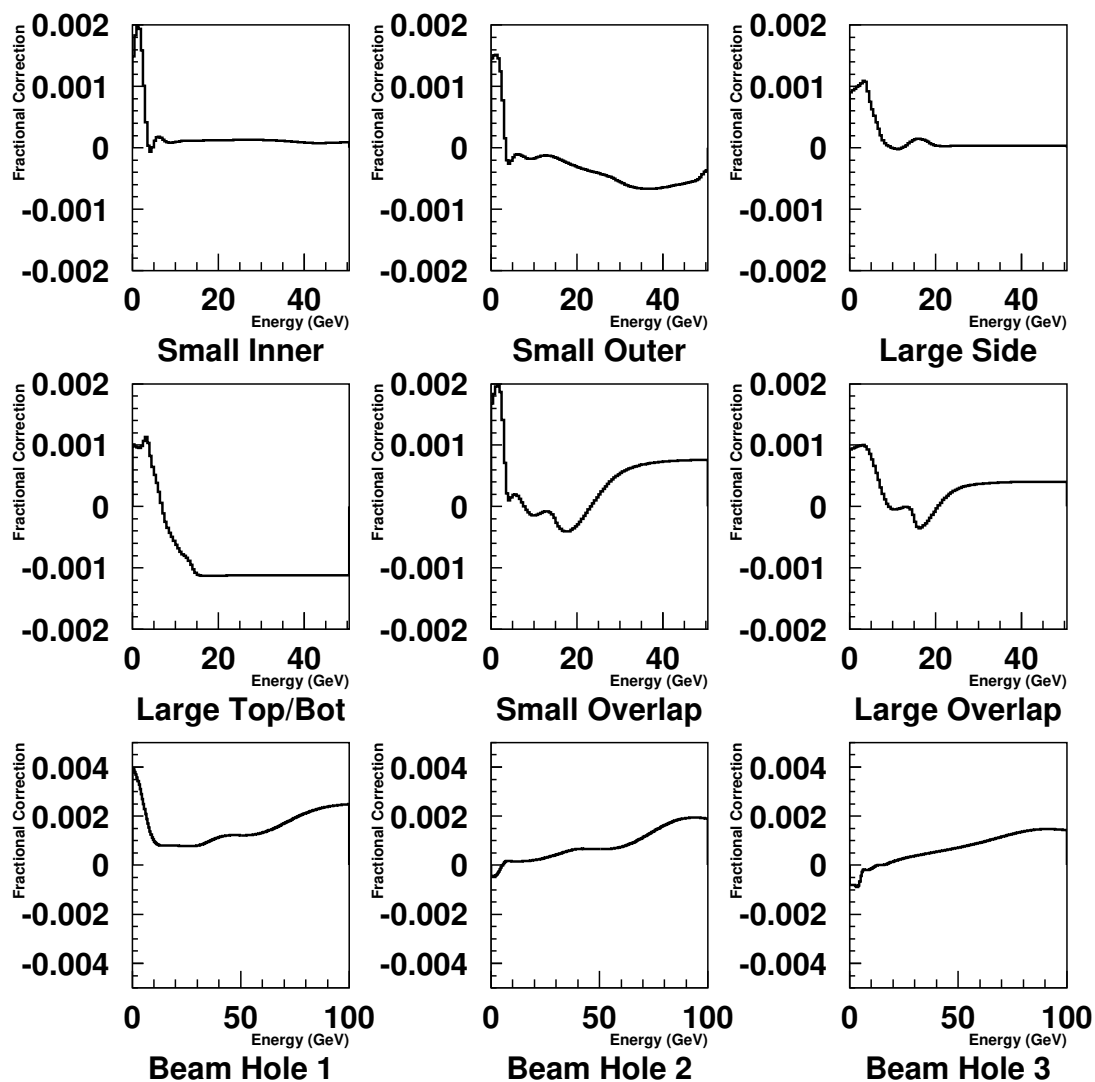 Fractional Correction
0.002
0.001
0
-0.001
-0.002
0 20 40
Energy (GeV)
Small Inner
Fractional Correction
0.002
0.001
0
-0.001
-0.002
0 20 40
Energy (GeV)
Small Outer
Fractional Correction
0.002
0.001
0
-0.001
-0.002
0 20 40
Energy (GeV)
Large Side
Fractional Correction
0.002
0.001
0
-0.001
-0.002
0 20 40
Energy (GeV)
Large Top/Bot
Fractional Correction
0.002
0.001
0
-0.001
-0.002
0 20 40
Energy (GeV)
Small Overlap
Fractional Correction
0.002
0.001
0
-0.001
-0.002
0 20 40
Energy (GeV)
Large Overlap
Fractional Correction
0.004
0.002
0
-0.002
-0.004
0 50 100
Energy (GeV)
Beam Hole 1
Fractional Correction
0.004
0.002
0
-0.002
-0.004
0 50 100
Energy (GeV)
Beam Hole 2
Fractional Correction
0.004
0.002
0
-0.002
-0.004
0 50 100
Energy (GeV)
Beam Hole 3